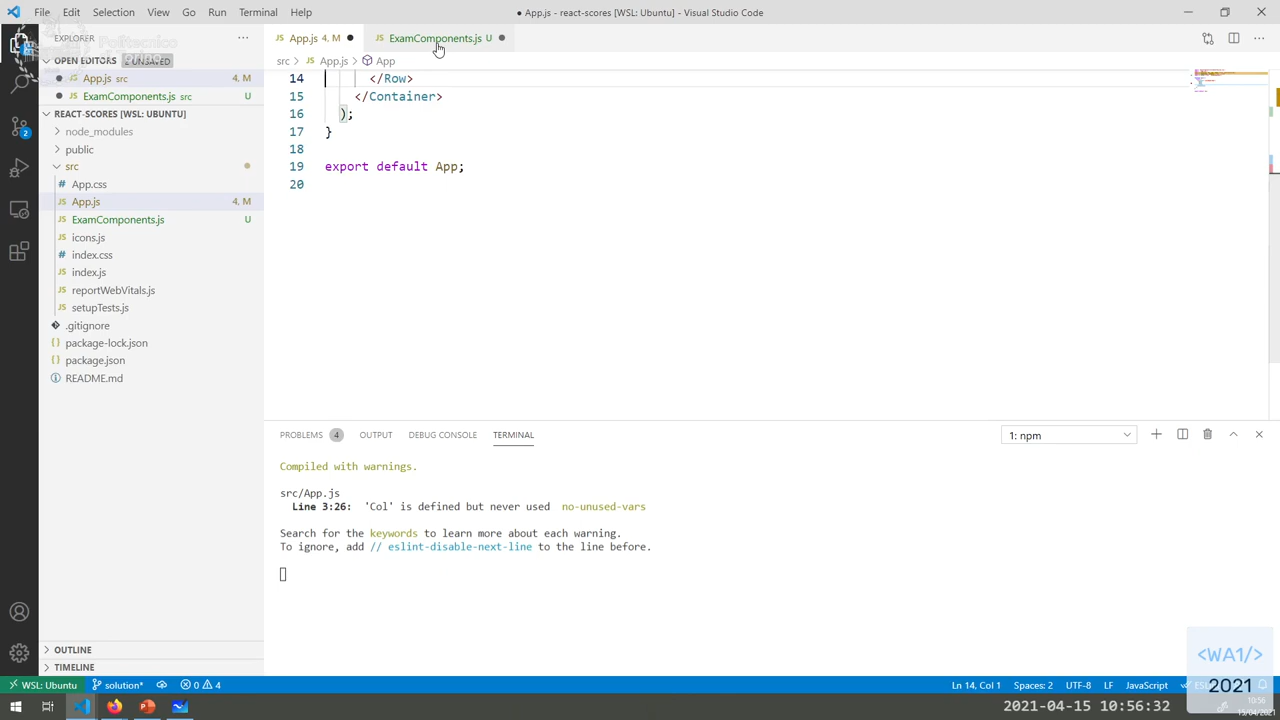 File Edit Selection View Go Run Terminal Help
● App.js - react-scores [WSL: Ubuntu] - Visual Studio Code
EXPLORER
Politecnico
OPEN EDITORS 2 UNSAVED
App.js src 4, M
ExamComponents.js src U
REACT-SCORES [WSL: UBUNTU]
node_modules
public
src
App.css
App.js 4, M
ExamComponents.js U
icons.js
index.css
index.js
reportWebVitals.js
setupTests.js
.gitignore
package-lock.json
package.json
README.md
OUTLINE
TIMELINE
JS App.js 4, M ● JS ExamComponents.js U ●
src > JS App.js > App
14 </Row>
15 </Container>
16 );
17 }
18
19 export default App;
20
PROBLEMS 4 OUTPUT DEBUG CONSOLE TERMINAL
1: npm
Compiled with warnings.
src/App.js
Line 3:26: 'Col' is defined but never used no-unused-vars
Search for the keywords to learn more about each warning.
To ignore, add // eslint-disable-next-line to the line before.
<WA1/>
2021
WSL: Ubuntu solution* 0 4 Ln 14, Col 1 Spaces: 2 UTF-8 LF JavaScript
2021-04-15 10:56:32
10:56
15/04/2021